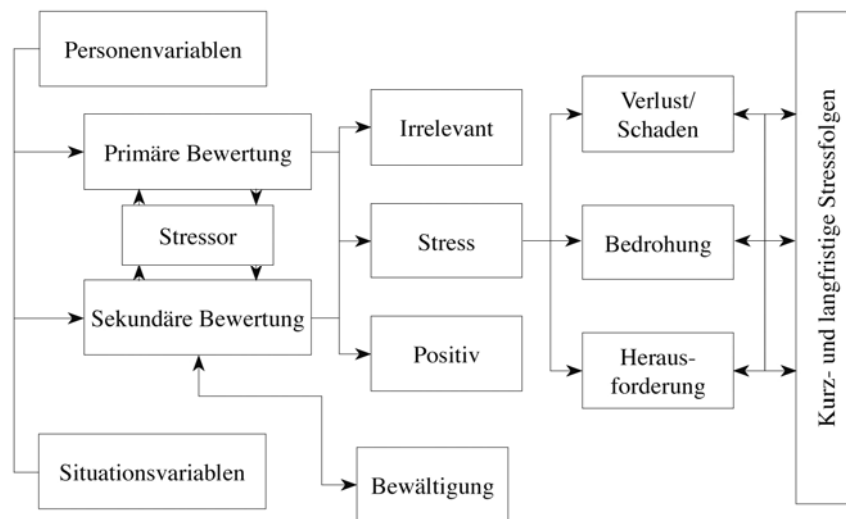 Personenvariablen
Primäre Bewertung
Stressor
Sekundäre Bewertung
Situationsvariablen
Irrelevant
Stress
Positiv
Bewältigung
Verlust/
Schaden
Bedrohung
Heraus-
forderung
Kurz- und langfristige Stressfolgen